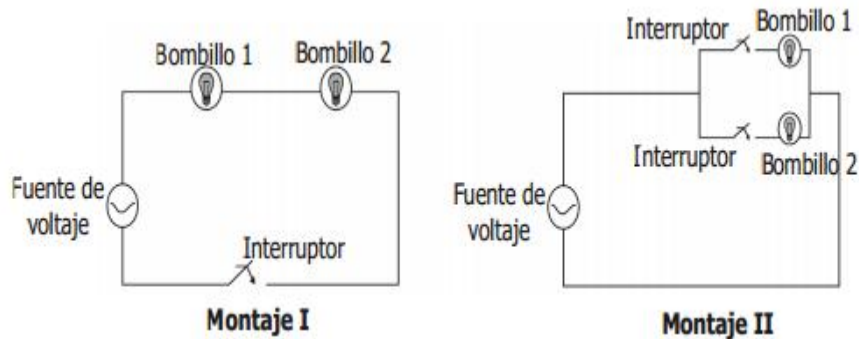 Bombillo 1
Bombillo 2
Fuente de
voltaje
Interruptor
Montaje I
Interruptor
Bombillo 1
Interruptor
Bombillo 2
Fuente de
voltaje
Montaje II